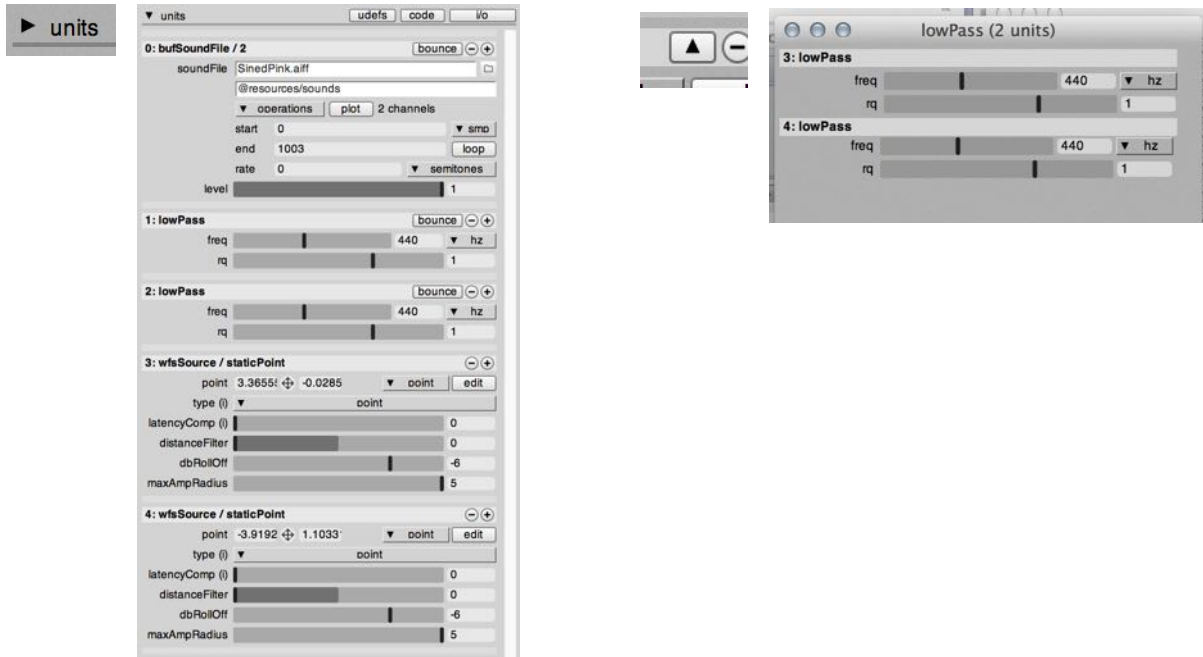 ► units
▼ units udefs code i/o
0: bufSoundFile / 2 bounce
soundFile SinedPink.aiff
@resources/sounds
▼ operations plot 2 channels
start 0 ▼ smp
end 1003 loop
rate 0 ▼ semitones
level 1
1: lowPass bounce
freq 440 ▼ hz
rq 1
2: lowPass bounce
freq 440 ▼ hz
rq 1
3: wfsSource / staticPoint
point 3.3655 -0.0285 ▼ point edit
type (i) ▼ point
latencyComp (i) 0
distanceFilter 0
dbRollOff -6
maxAmpRadius 5
4: wfsSource / staticPoint
point -3.9192 1.1033 ▼ point edit
type (i) ▼ point
latencyComp (i) 0
distanceFilter 0
dbRollOff -6
maxAmpRadius 5
lowPass (2 units)
3: lowPass
freq 440 ▼ hz
rq 1
4: lowPass
freq 440 ▼ hz
rq 1